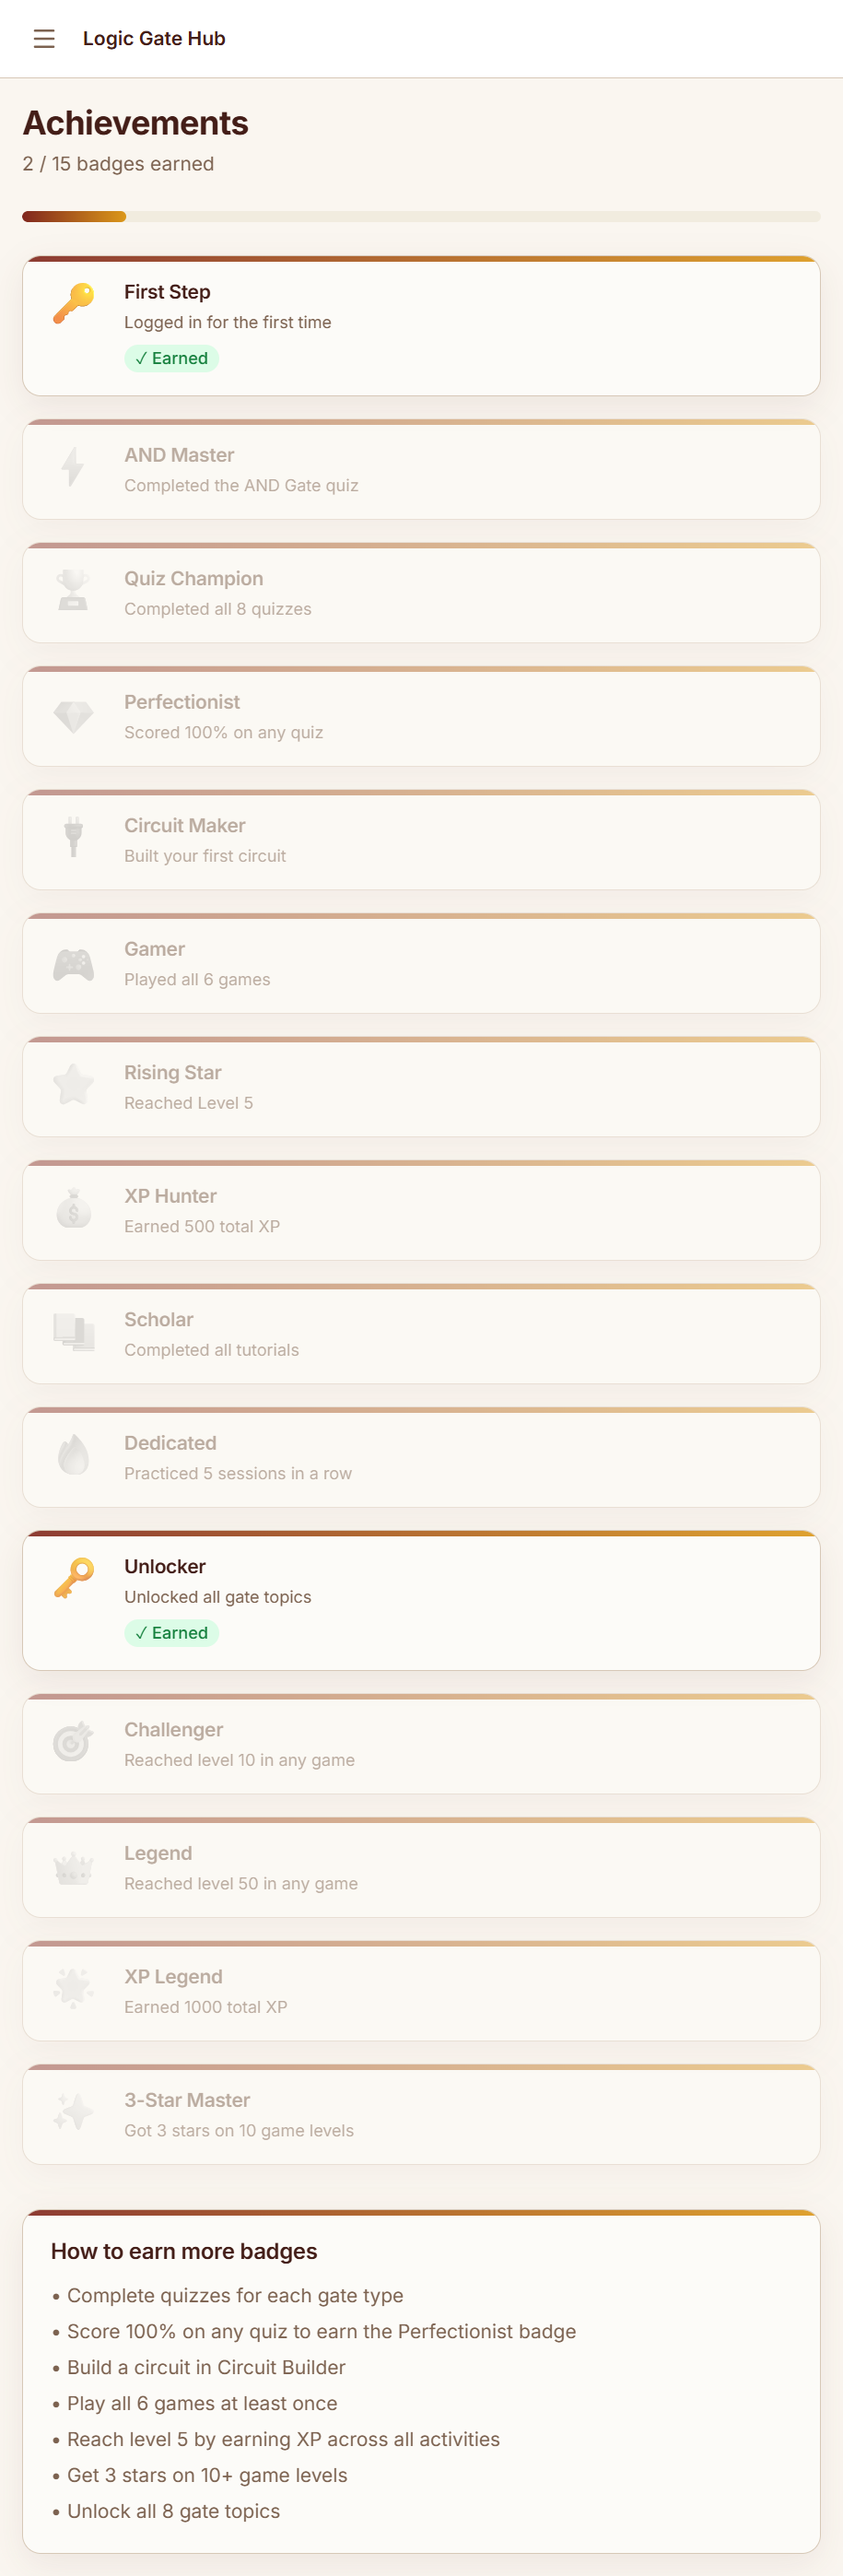 Logic Gate Hub
Achievements
2 / 15 badges earned
First Step
Logged in for the first time
✓ Earned
AND Master
Completed the AND Gate quiz
Quiz Champion
Completed all 8 quizzes
Perfectionist
Scored 100% on any quiz
Circuit Maker
Built your first circuit
Gamer
Played all 6 games
Rising Star
Reached Level 5
XP Hunter
Earned 500 total XP
Scholar
Completed all tutorials
Dedicated
Practiced 5 sessions in a row
Unlocker
Unlocked all gate topics
✓ Earned
Challenger
Reached level 10 in any game
Legend
Reached level 50 in any game
XP Legend
Earned 1000 total XP
3-Star Master
Got 3 stars on 10 game levels
How to earn more badges
• Complete quizzes for each gate type
• Score 100% on any quiz to earn the Perfectionist badge
• Build a circuit in Circuit Builder
• Play all 6 games at least once
• Reach level 5 by earning XP across all activities
• Get 3 stars on 10+ game levels
• Unlock all 8 gate topics